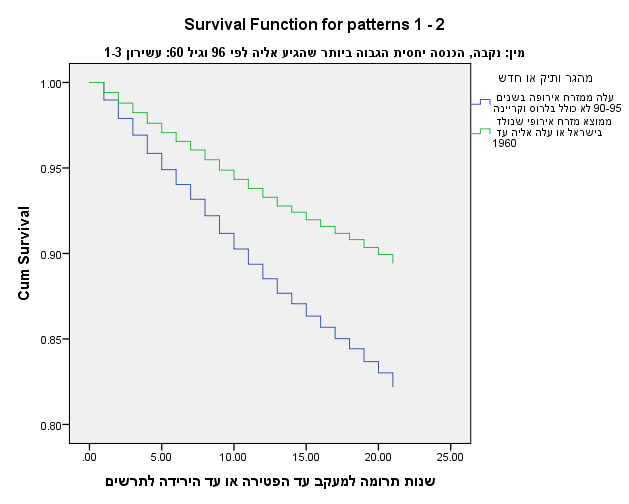 Survival Function for patterns 1 - 2
מין: נקבה, הכנסה יחסית הגבוה ביותר שהגיע אליה לפי 96 וגיל 60: עשירון 1-3
מהגר ותיק או חדש
עלה ממזרח אירופה בשנים
90-95 לא כולל בלרוס וקריינה
ממוצא מזרח אירופי שנולד
בישראל או עלה אליה עד
1960
Cum Survival
1.00
0.95
0.90
0.85
0.80
.00
5.00
10.00
15.00
20.00
25.00
שנות תרומה למעקב עד הפטירה או עד הירידה לתרשים